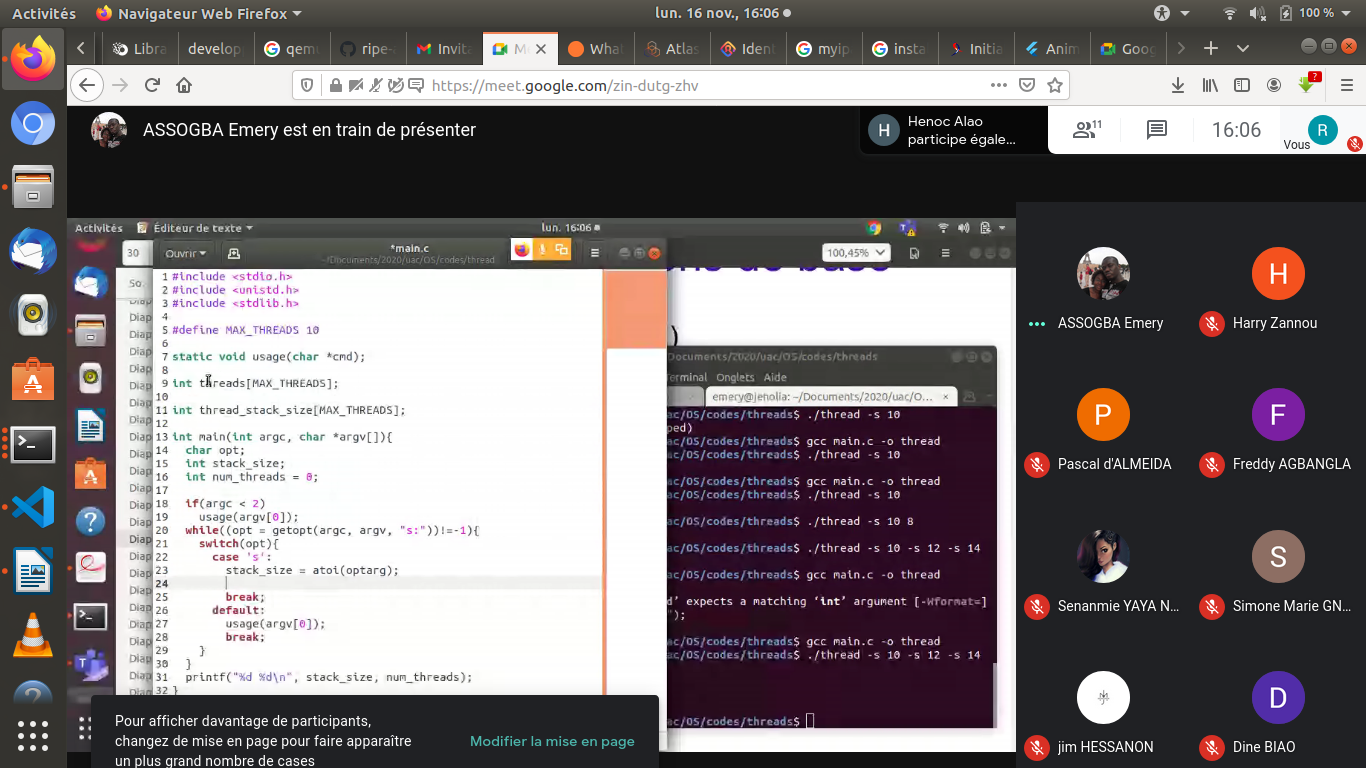 Activités Navigateur Web Firefox lun. 16 nov., 16:06 100 %
Libra develop qem ripe- Invita M What Atlas Ident myip insta Initia Anim Goog
https://meet.google.com/zin-dutg-zhv
ASSOGBA Emery est en train de présenter
H Henoc Alao
participe égale...
11 16:06 Vous R
Activités Éditeur de texte lun. 16:06
30 Ouvrir *main.c
~/Documents/2020/uac/OS/codes/thread
100,45%
1 #include <stdio.h>
2 #include <unistd.h>
3 #include <stdlib.h>
4
5 #define MAX_THREADS 10
6
7 static void usage(char *cmd);
8
9 int threads[MAX_THREADS];
10
11 int thread_stack_size[MAX_THREADS];
12
13 int main(int argc, char *argv[]){
14 char opt;
15 int stack_size;
16 int num_threads = 0;
17
18 if(argc < 2)
19 usage(argv[0]);
20 while((opt = getopt(argc, argv, "s:"))!=-1){
21 switch(opt){
22 case 's':
23 stack_size = atoi(optarg);
24
25 break;
26 default:
27 usage(argv[0]);
28 break;
29 }
30 }
31 printf("%d %d\n", stack_size, num_threads);
32 }
)
Documents/2020/uac/OS/codes/threads
erminal Onglets Aide
emery@jenolia: ~/Documents/2020/uac/O...
ac/OS/codes/threads$ ./thread -s 10
ped)
ac/OS/codes/threads$ gcc main.c -o thread
ac/OS/codes/threads$ ./thread -s 10
ac/OS/codes/threads$ gcc main.c -o thread
ac/OS/codes/threads$ ./thread -s 10
ac/OS/codes/threads$ ./thread -s 10 8
ac/OS/codes/threads$ ./thread -s 10 -s 12 -s 14
ac/OS/codes/threads$ gcc main.c -o thread
d’ expects a matching ‘int’ argument [-Wformat=]
");
ac/OS/codes/threads$ gcc main.c -o thread
ac/OS/codes/threads$ ./thread -s 10 -s 12 -s 14
ac/OS/codes/threads$
ASSOGBA Emery
H
Harry Zannou
P
Pascal d'ALMEIDA
F
Freddy AGBANGLA
Senanmie YAYA N...
S
Simone Marie GN...
jim HESSANON
D
Dine BIAO
Pour afficher davantage de participants,
changez de mise en page pour faire apparaître
un plus grand nombre de cases
Modifier la mise en page